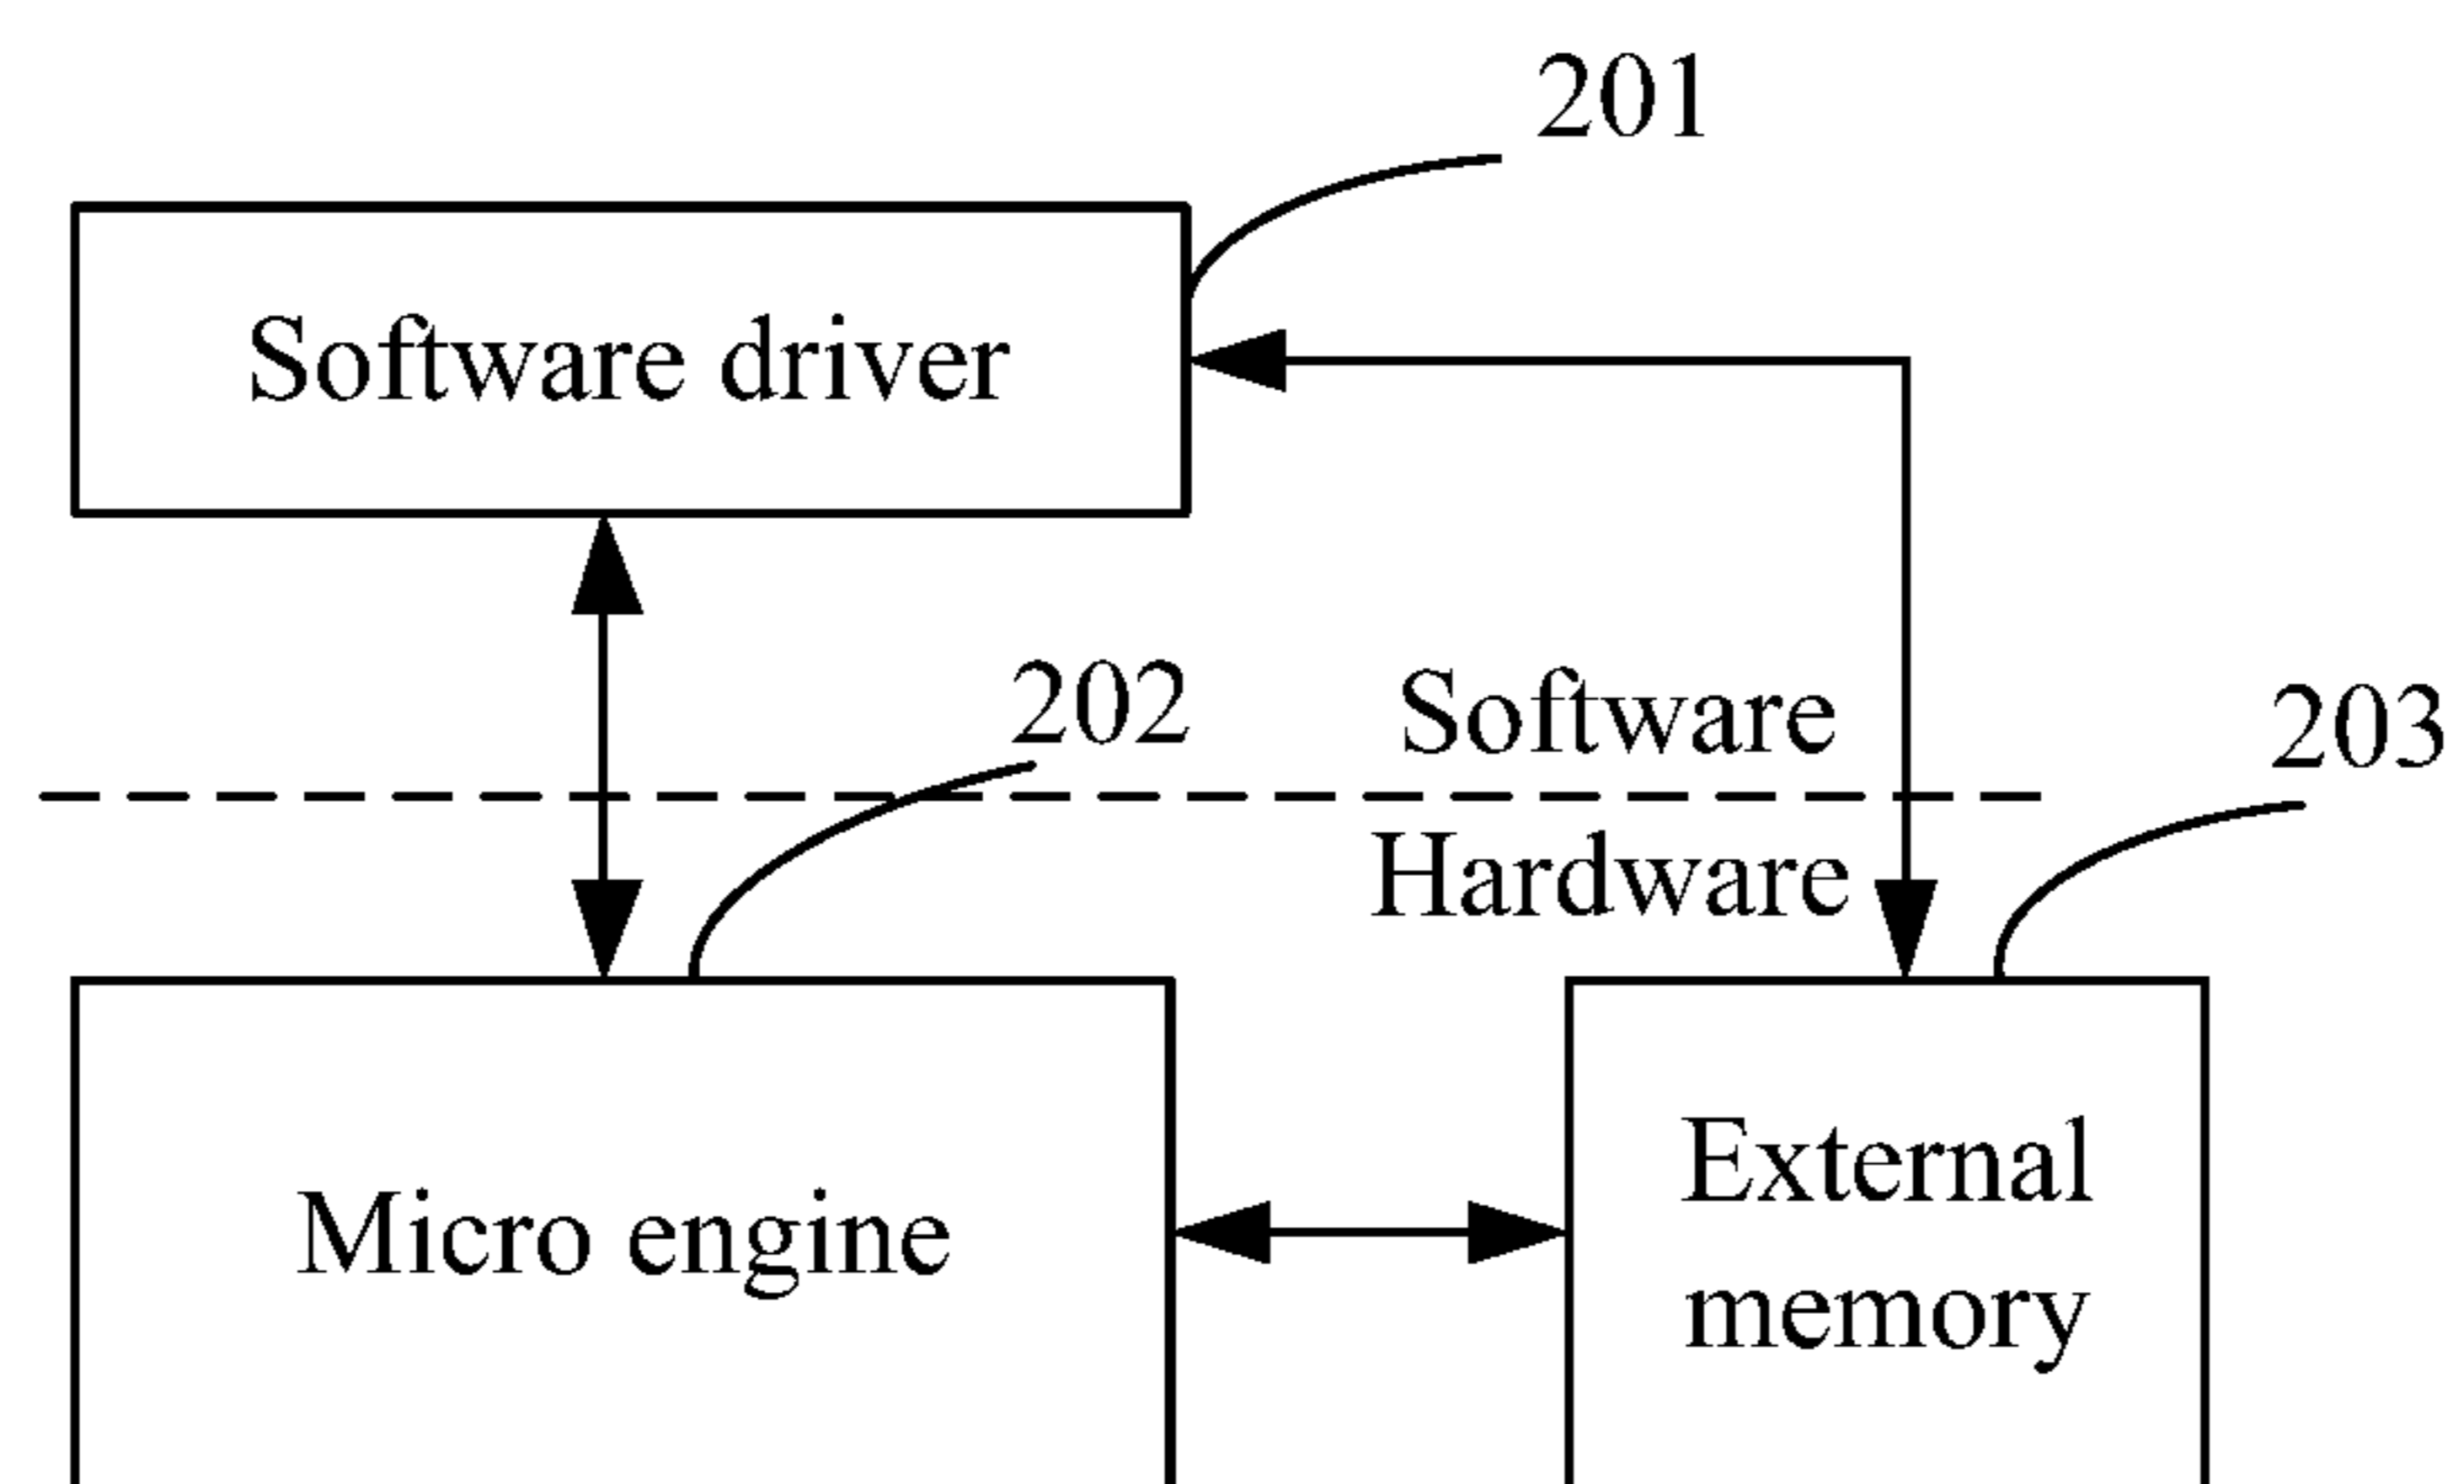 201
Software driver
202
Software
203
Hardware
External
Micro engine
memory